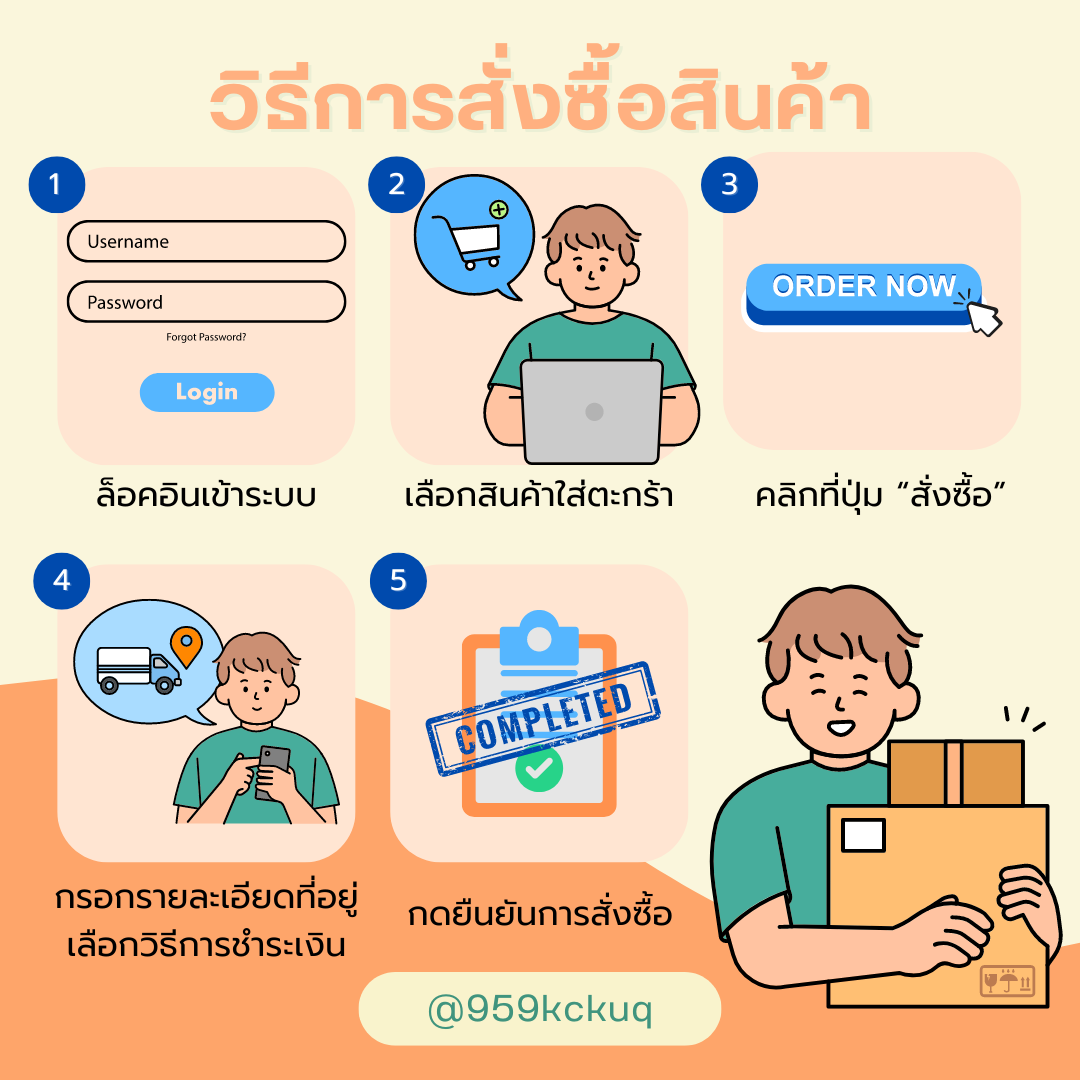 วิธีการสั่งซื้อสินค้า
1
Username
Password
Forgot Password?
Login
ล็อคอินเข้าระบบ
2
เลือกสินค้าใส่ตะกร้า
3
ORDER NOW
คลิกที่ปุ่ม “สั่งซื้อ”
4
กรอกรายละเอียดที่อยู่
เลือกวิธีการชำระเงิน
5
COMPLETED
กดยืนยันการสั่งซื้อ
@959kckuq